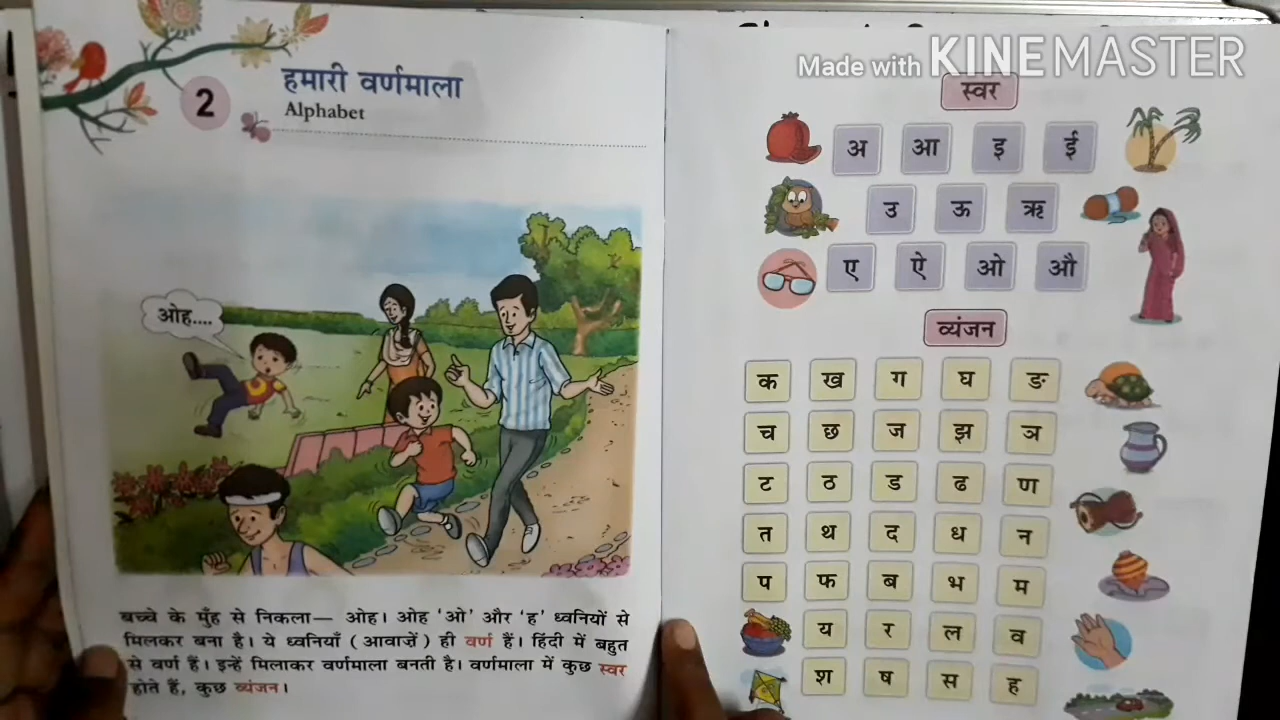 2
हमारी वर्णमाला
Alphabet
ओह....
बच्चे के मुँह से निकला— ओह। ओह 'ओ' और 'ह' ध्वनियों से
मिलकर बना है। ये ध्वनियाँ (आवाज़ें) ही वर्ण हैं। हिंदी में बहुत
से वर्ण हैं। इन्हें मिलाकर वर्णमाला बनती है। वर्णमाला में कुछ स्वर
होते हैं, कुछ व्यंजन।
Made with KINEMASTER
स्वर
अ आ इ ई
उ ऊ ऋ
ए ऐ ओ औ
व्यंजन
क ख ग घ ङ
च छ ज झ ञ
ट ठ ड ढ ण
त थ द ध न
प फ ब भ म
य र ल व
श ष स ह